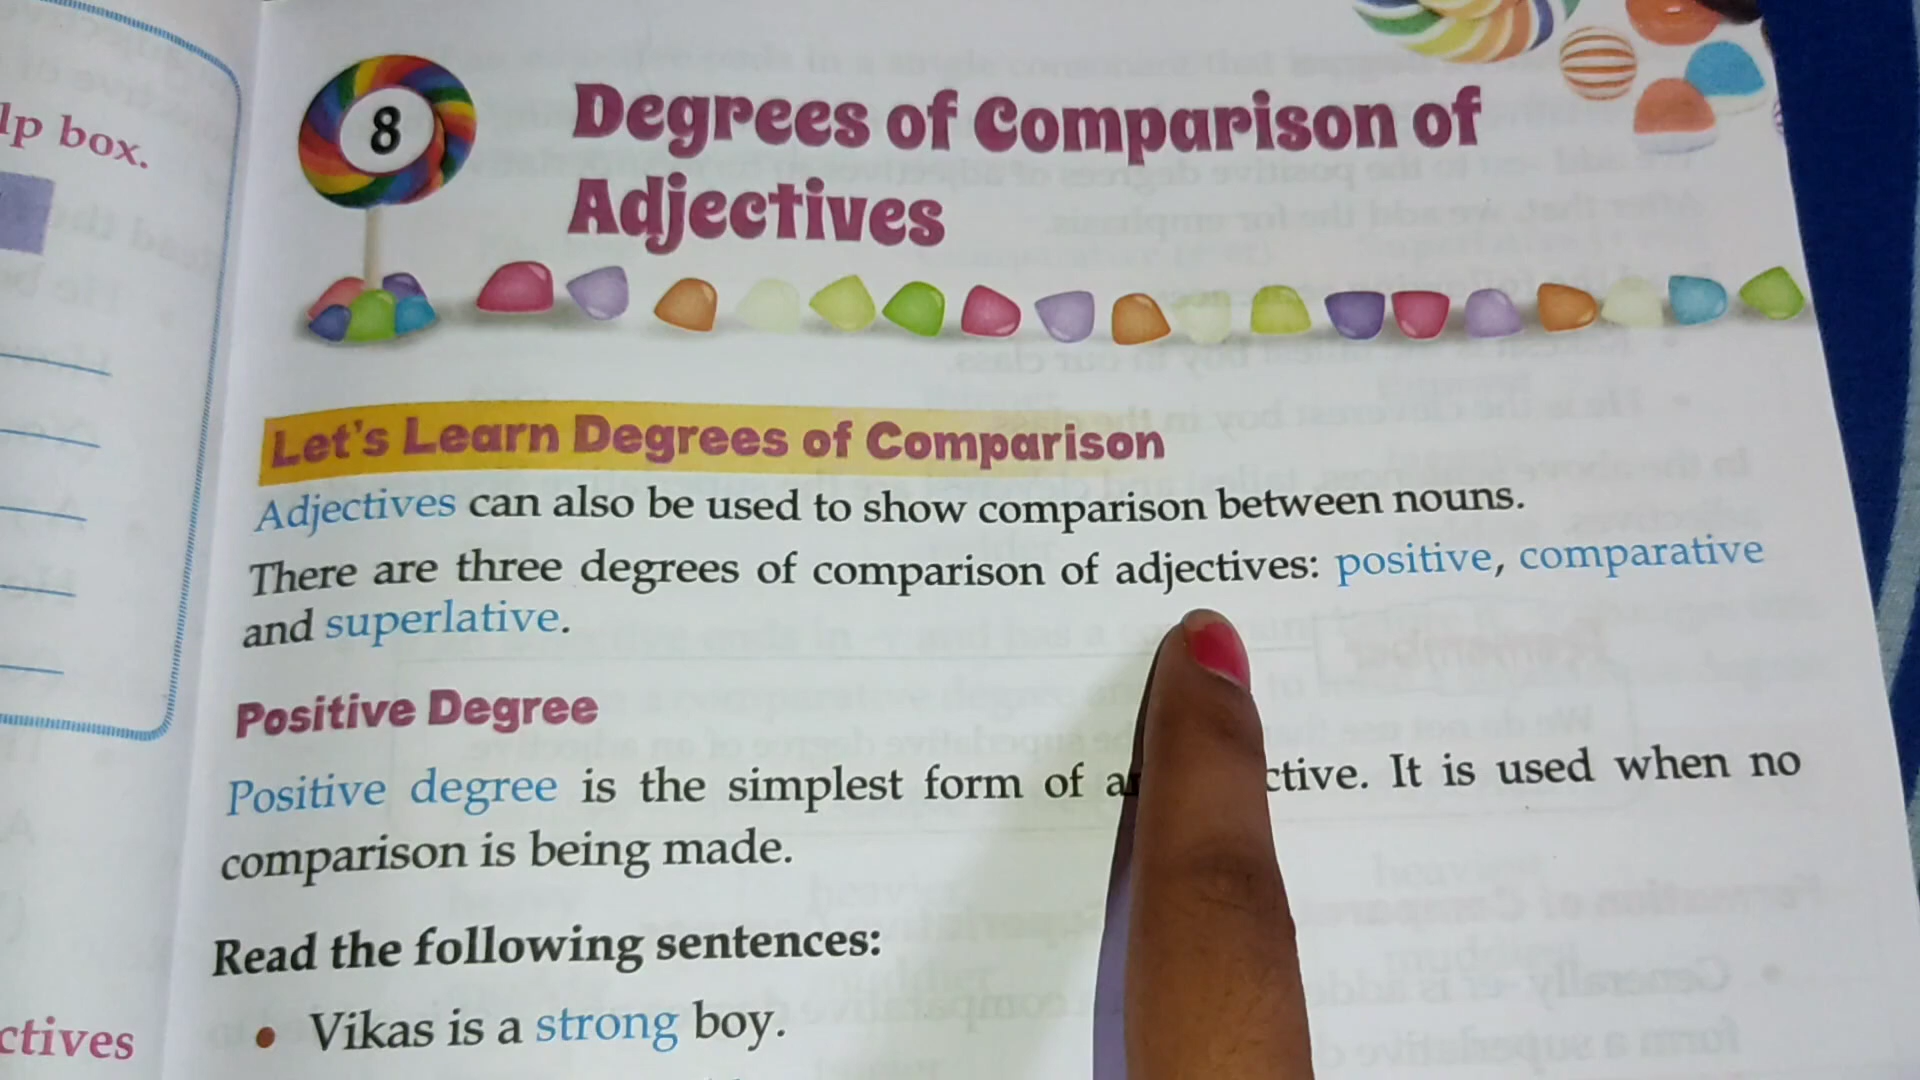 lp box.
8
Degrees of Comparison of
Adjectives
Let's Learn Degrees of Comparison
Adjectives can also be used to show comparison between nouns.
There are three degrees of comparison of adjectives: positive, comparative
and superlative.
Positive Degree
Positive degree is the simplest form of a ctive. It is used when no
comparison is being made.
Read the following sentences:
• Vikas is a strong boy.
ctives